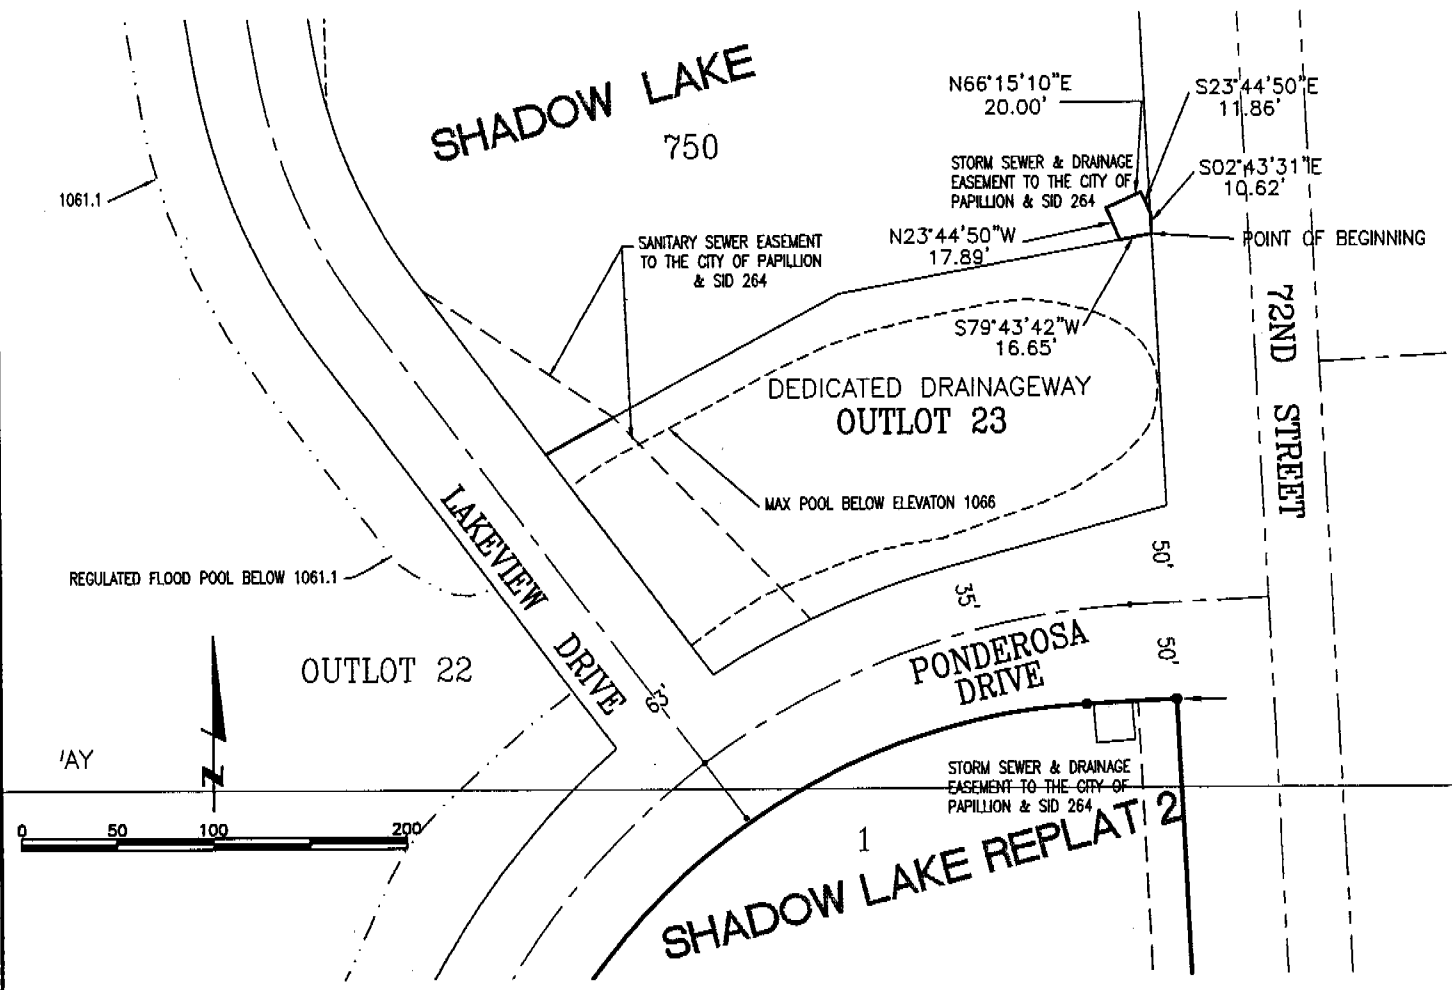 SHADOW LAKE
750
N66°15'10"E
20.00'
S23°44'50"E
11.86'
STORM SEWER & DRAINAGE
EASEMENT TO THE CITY OF
PAPILLION & SID 264
S02°43'31"E
10.62'
1061.1
SANITARY SEWER EASEMENT
TO THE CITY OF PAPILLION
& SID 264
N23°44'50"W
17.89'
POINT OF BEGINNING
S79°43'42"W
16.65'
72ND STREET
DEDICATED DRAINAGEWAY
OUTLOT 23
MAX POOL BELOW ELEVATON 1066
LAKEVIEW DRIVE
REGULATED FLOOD POOL BELOW 1061.1
50'
35'
50'
PONDEROSA
DRIVE
OUTLOT 22
63'
'AY
Z
STORM SEWER & DRAINAGE
EASEMENT TO THE CITY OF
PAPILLION & SID 264
0 50 100 200
1
SHADOW LAKE REPLAT 2